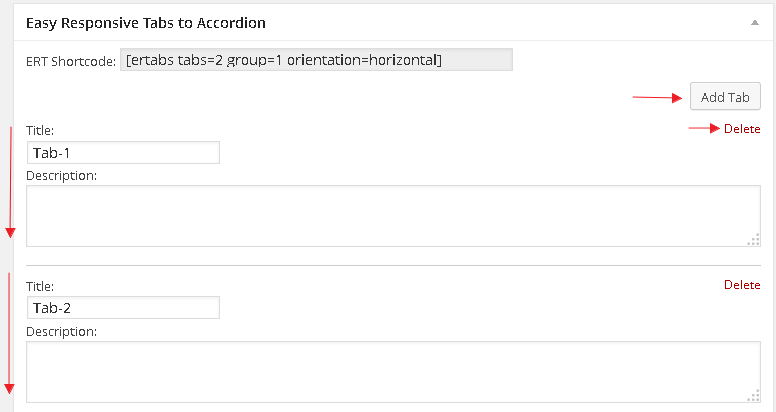 Easy Responsive Tabs to Accordion
ERT Shortcode: [ertabs tabs=2 group=1 orientation=horizontal]
Add Tab
Title:
Delete
Tab-1
Description:
Title:
Delete
Tab-2
Description: